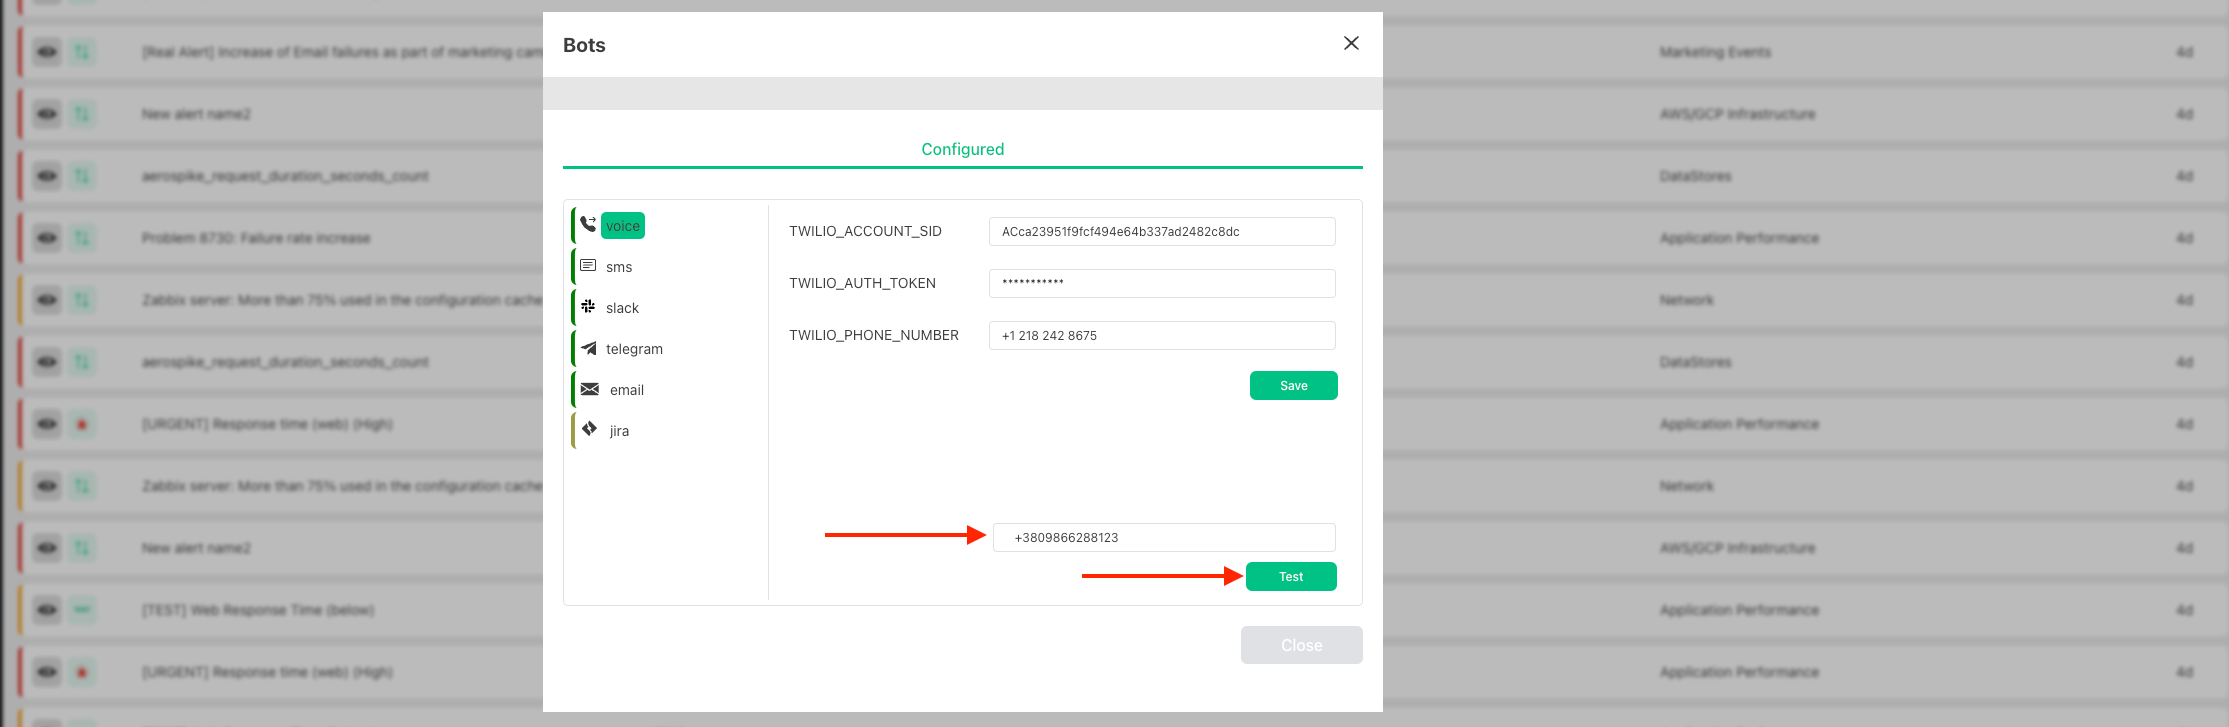 Bots
Configured
voice
sms
slack
telegram
email
jira
TWILIO_ACCOUNT_SID
ACca23951f9fcf494e64b337ad2482c8dc
TWILIO_AUTH_TOKEN
***********
TWILIO_PHONE_NUMBER
+1 218 242 8675
Save
+3809866288123
Test
Close
[Real Alert] Increase of Email failures as part of marketing cam
Marketing Events
4d
New alert name2
AWS/GCP Infrastructure
4d
aerospike_request_duration_seconds_count
DataStores
4d
Problem 8730: Failure rate increase
Application Performance
4d
Zabbix server: More than 75% used in the configuration cache
Network
4d
aerospike_request_duration_seconds_count
DataStores
4d
[URGENT] Response time (web) (High)
Application Performance
4d
Zabbix server: More than 75% used in the configuration cache
Network
4d
New alert name2
AWS/GCP Infrastructure
4d
[TEST] Web Response Time (below)
Application Performance
4d
[URGENT] Response time (web) (High)
Application Performance
4d